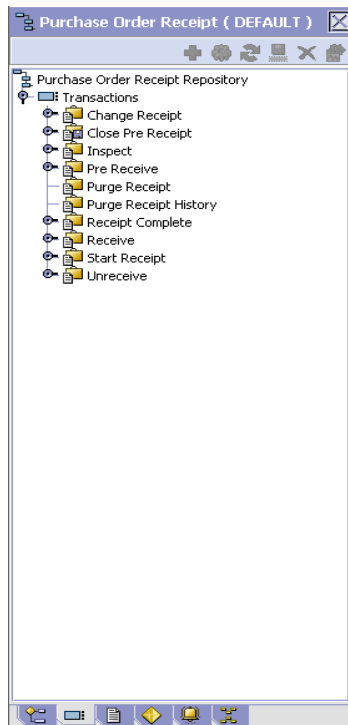 Purchase Order Receipt ( DEFAULT )
Purchase Order Receipt Repository
Transactions
Change Receipt
Close Pre Receipt
Inspect
Pre Receive
Purge Receipt
Purge Receipt History
Receipt Complete
Receive
Start Receipt
Unreceive